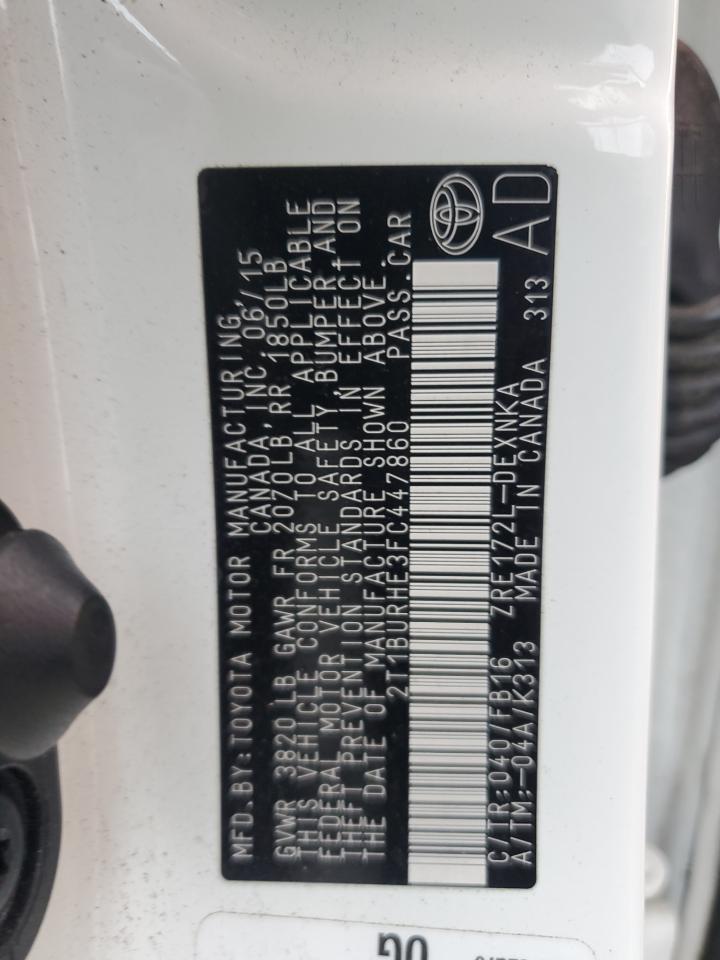 MFD.BY:TOYOTA MOTOR MANUFACTURING,
CANADA,INC.06/15
GVWR 3820LB GAWR FR 2070LB RR 1850LB
THIS VEHICLE CONFORMS TO ALL APPLICABLE
FEDERAL MOTOR VEHICLE SAFETY, BUMPER,AND
THEFT PREVENTION STANDARDS IN EFFECT ON
THE DATE OF MANUFACTURE SHOWN ABOVE.
2T1BURHE3FC447860 PASS.CAR
C/TR:040/FB16 ZRE172L-DEXNKA
A/TM:-04A/K313 MADE IN CANADA 313
AD